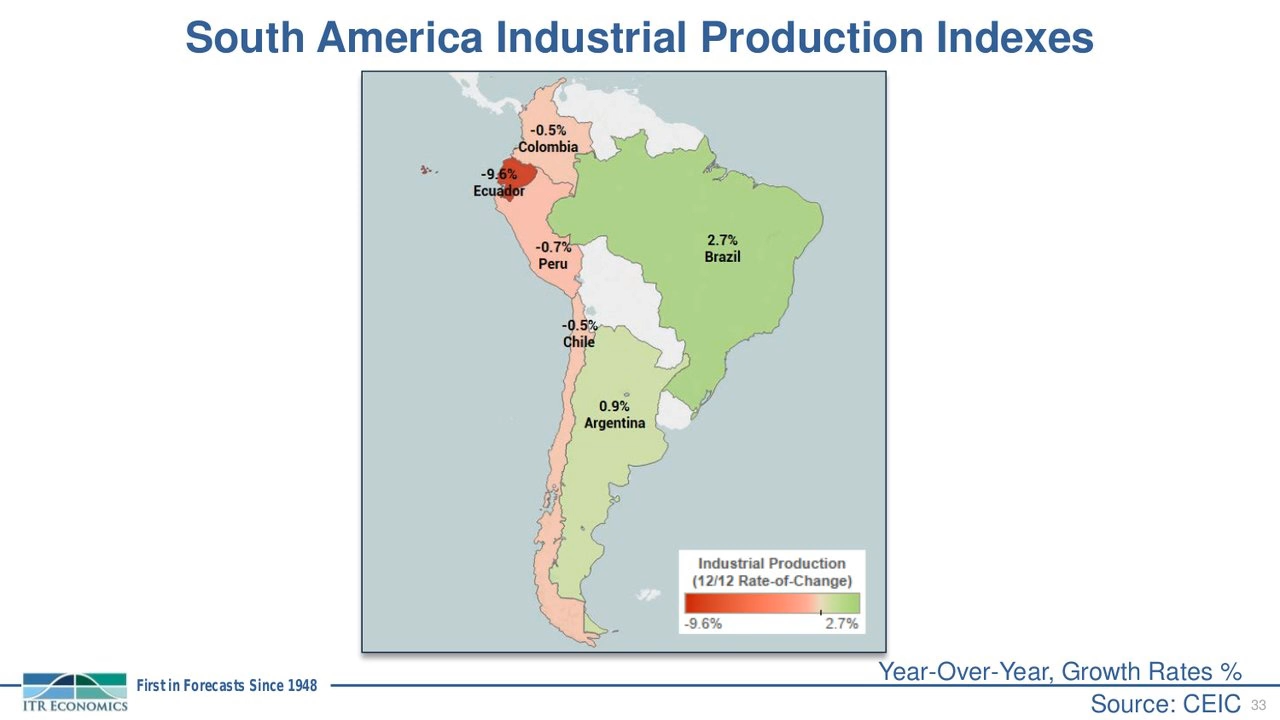 South America Industrial Production Indexes
-0.5%
Colombia
-9.6%
Ecuador
-0.7%
Peru
2.7%
Brazil
-0.5%
Chile
0.9%
Argentina
Industrial Production
(12/12 Rate-of-Change)
-9.6%
2.7%
Year-Over-Year, Growth Rates %
ITR ECONOMICS
First in Forecasts Since 1948
Source: CEIC
33